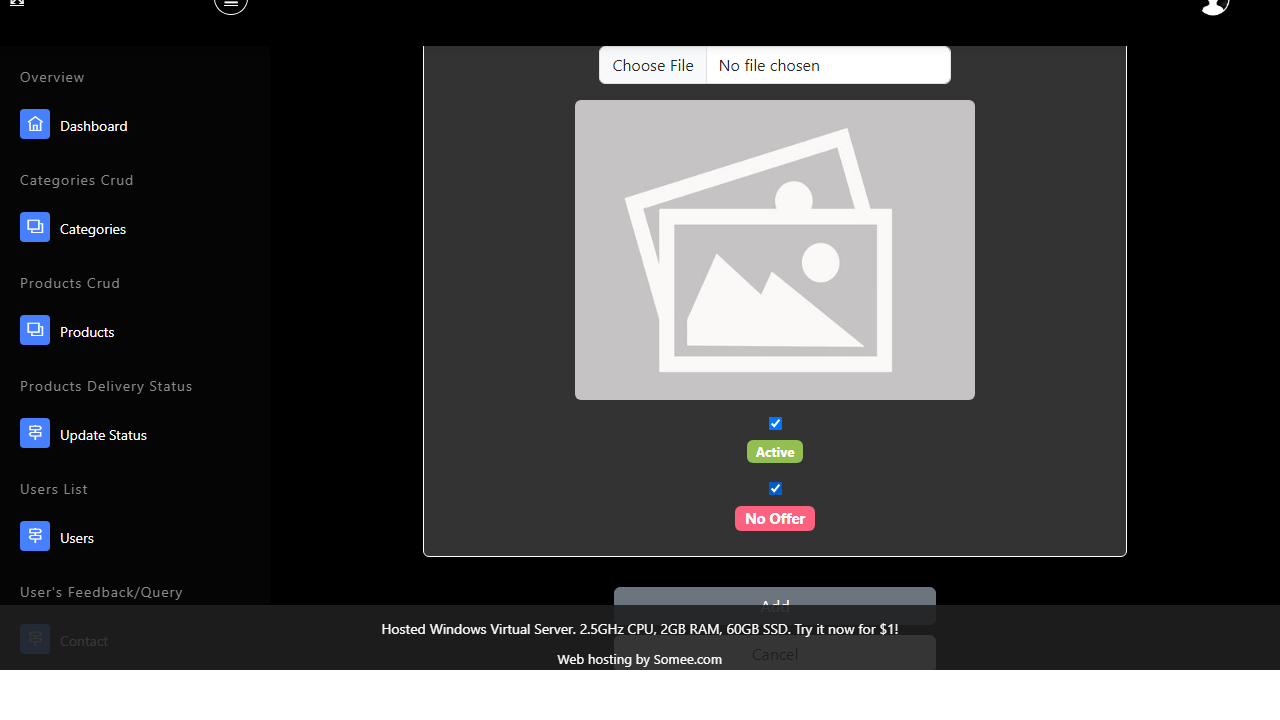 Overview
Dashboard
Categories Crud
Categories
Products Crud
Products
Products Delivery Status
Update Status
Users List
Users
User's Feedback/Query
Contact
Choose File No file chosen
Active
No Offer
Add
Cancel
Hosted Windows Virtual Server. 2.5GHz CPU, 2GB RAM, 60GB SSD. Try it now for $1!
Web hosting by Somee.com